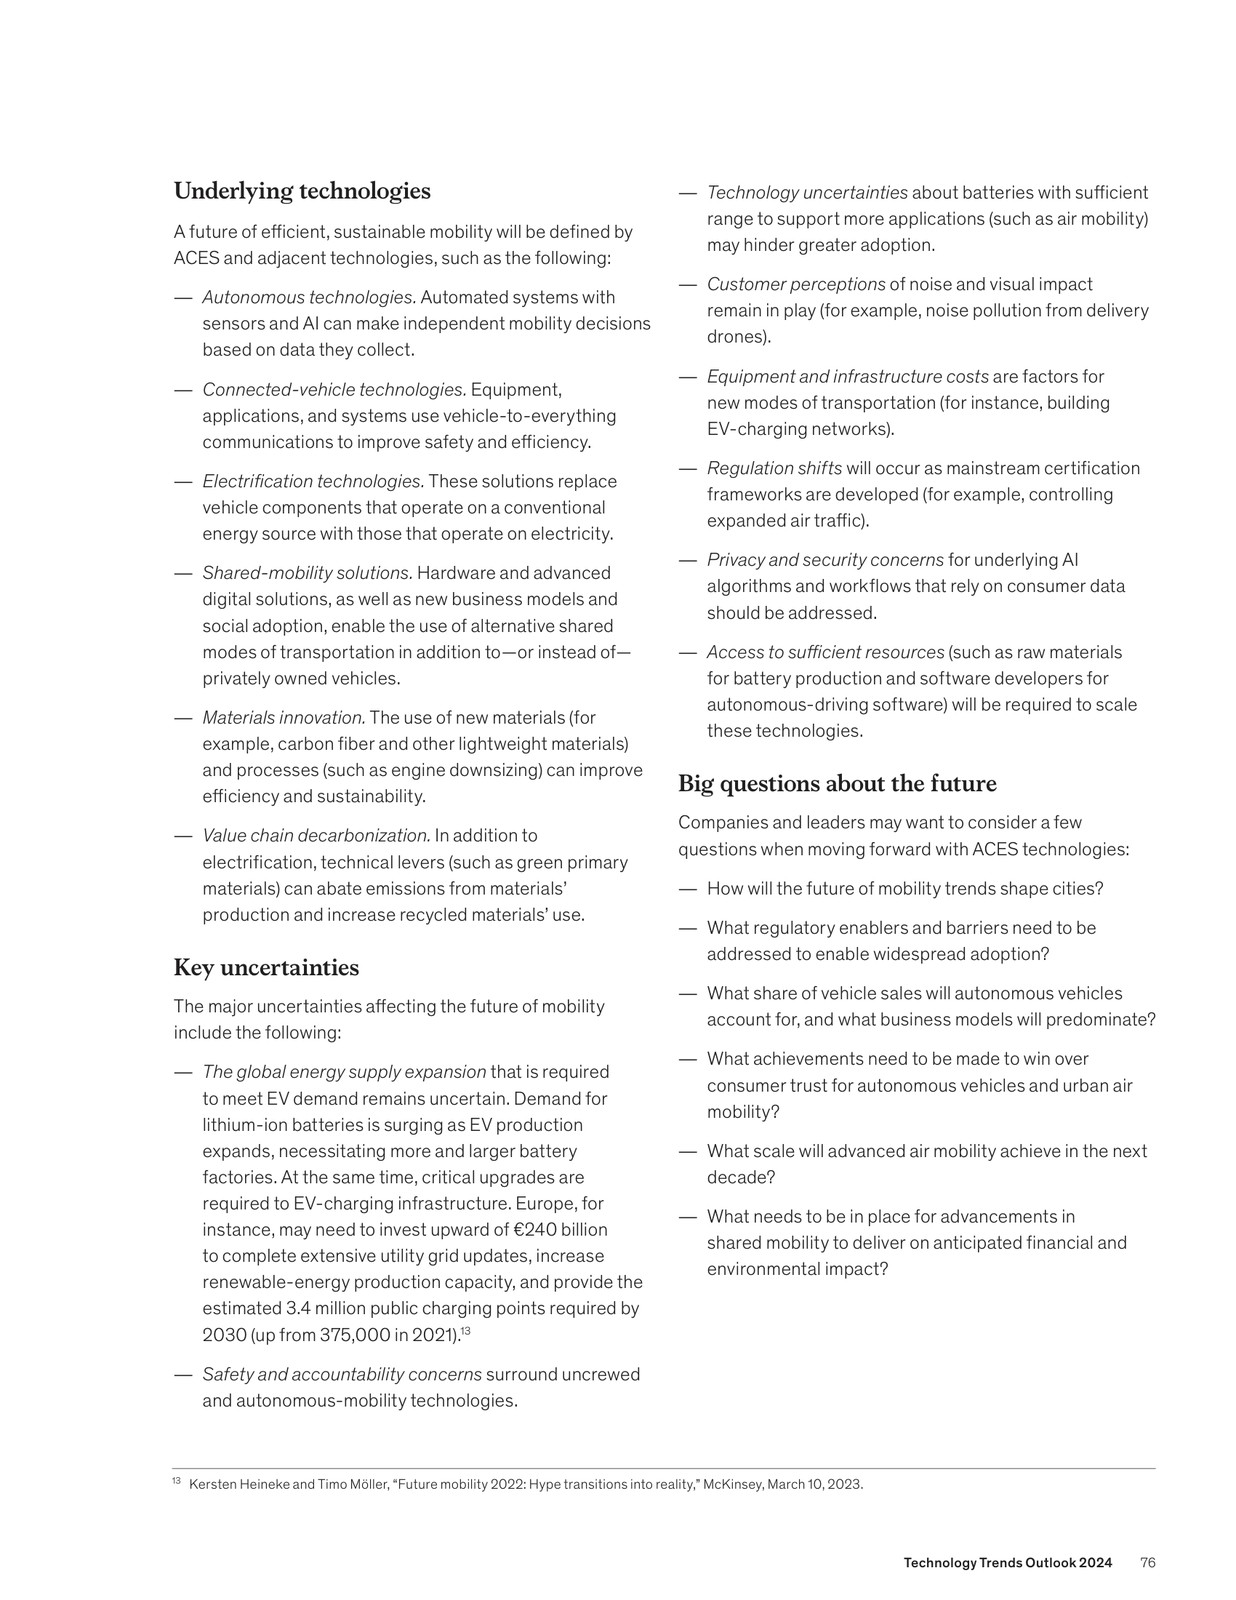 Underlying technologies
A future of efficient, sustainable mobility will be defined by
ACES and adjacent technologies, such as the following:
— Autonomous technologies. Automated systems with
sensors and AI can make independent mobility decisions
based on data they collect.
— Connected-vehicle technologies. Equipment,
applications, and systems use vehicle-to-everything
communications to improve safety and efficiency.
— Electrification technologies. These solutions replace
vehicle components that operate on a conventional
energy source with those that operate on electricity.
— Shared-mobility solutions. Hardware and advanced
digital solutions, as well as new business models and
social adoption, enable the use of alternative shared
modes of transportation in addition to—or instead of—
privately owned vehicles.
— Materials innovation. The use of new materials (for
example, carbon fiber and other lightweight materials)
and processes (such as engine downsizing) can improve
efficiency and sustainability.
— Value chain decarbonization. In addition to
electrification, technical levers (such as green primary
materials) can abate emissions from materials’
production and increase recycled materials’ use.
Key uncertainties
The major uncertainties affecting the future of mobility
include the following:
— The global energy supply expansion that is required
to meet EV demand remains uncertain. Demand for
lithium-ion batteries is surging as EV production
expands, necessitating more and larger battery
factories. At the same time, critical upgrades are
required to EV-charging infrastructure. Europe, for
instance, may need to invest upward of €240 billion
to complete extensive utility grid updates, increase
renewable-energy production capacity, and provide the
estimated 3.4 million public charging points required by
2030 (up from 375,000 in 2021).13
— Safety and accountability concerns surround uncrewed
and autonomous-mobility technologies.
— Technology uncertainties about batteries with sufficient
range to support more applications (such as air mobility)
may hinder greater adoption.
— Customer perceptions of noise and visual impact
remain in play (for example, noise pollution from delivery
drones).
— Equipment and infrastructure costs are factors for
new modes of transportation (for instance, building
EV-charging networks).
— Regulation shifts will occur as mainstream certification
frameworks are developed (for example, controlling
expanded air traffic).
— Privacy and security concerns for underlying AI
algorithms and workflows that rely on consumer data
should be addressed.
— Access to sufficient resources (such as raw materials
for battery production and software developers for
autonomous-driving software) will be required to scale
these technologies.
Big questions about the future
Companies and leaders may want to consider a few
questions when moving forward with ACES technologies:
— How will the future of mobility trends shape cities?
— What regulatory enablers and barriers need to be
addressed to enable widespread adoption?
— What share of vehicle sales will autonomous vehicles
account for, and what business models will predominate?
— What achievements need to be made to win over
consumer trust for autonomous vehicles and urban air
mobility?
— What scale will advanced air mobility achieve in the next
decade?
— What needs to be in place for advancements in
shared mobility to deliver on anticipated financial and
environmental impact?
13 Kersten Heineke and Timo Möller, “Future mobility 2022: Hype transitions into reality,” McKinsey, March 10, 2023.
Technology Trends Outlook 2024 76